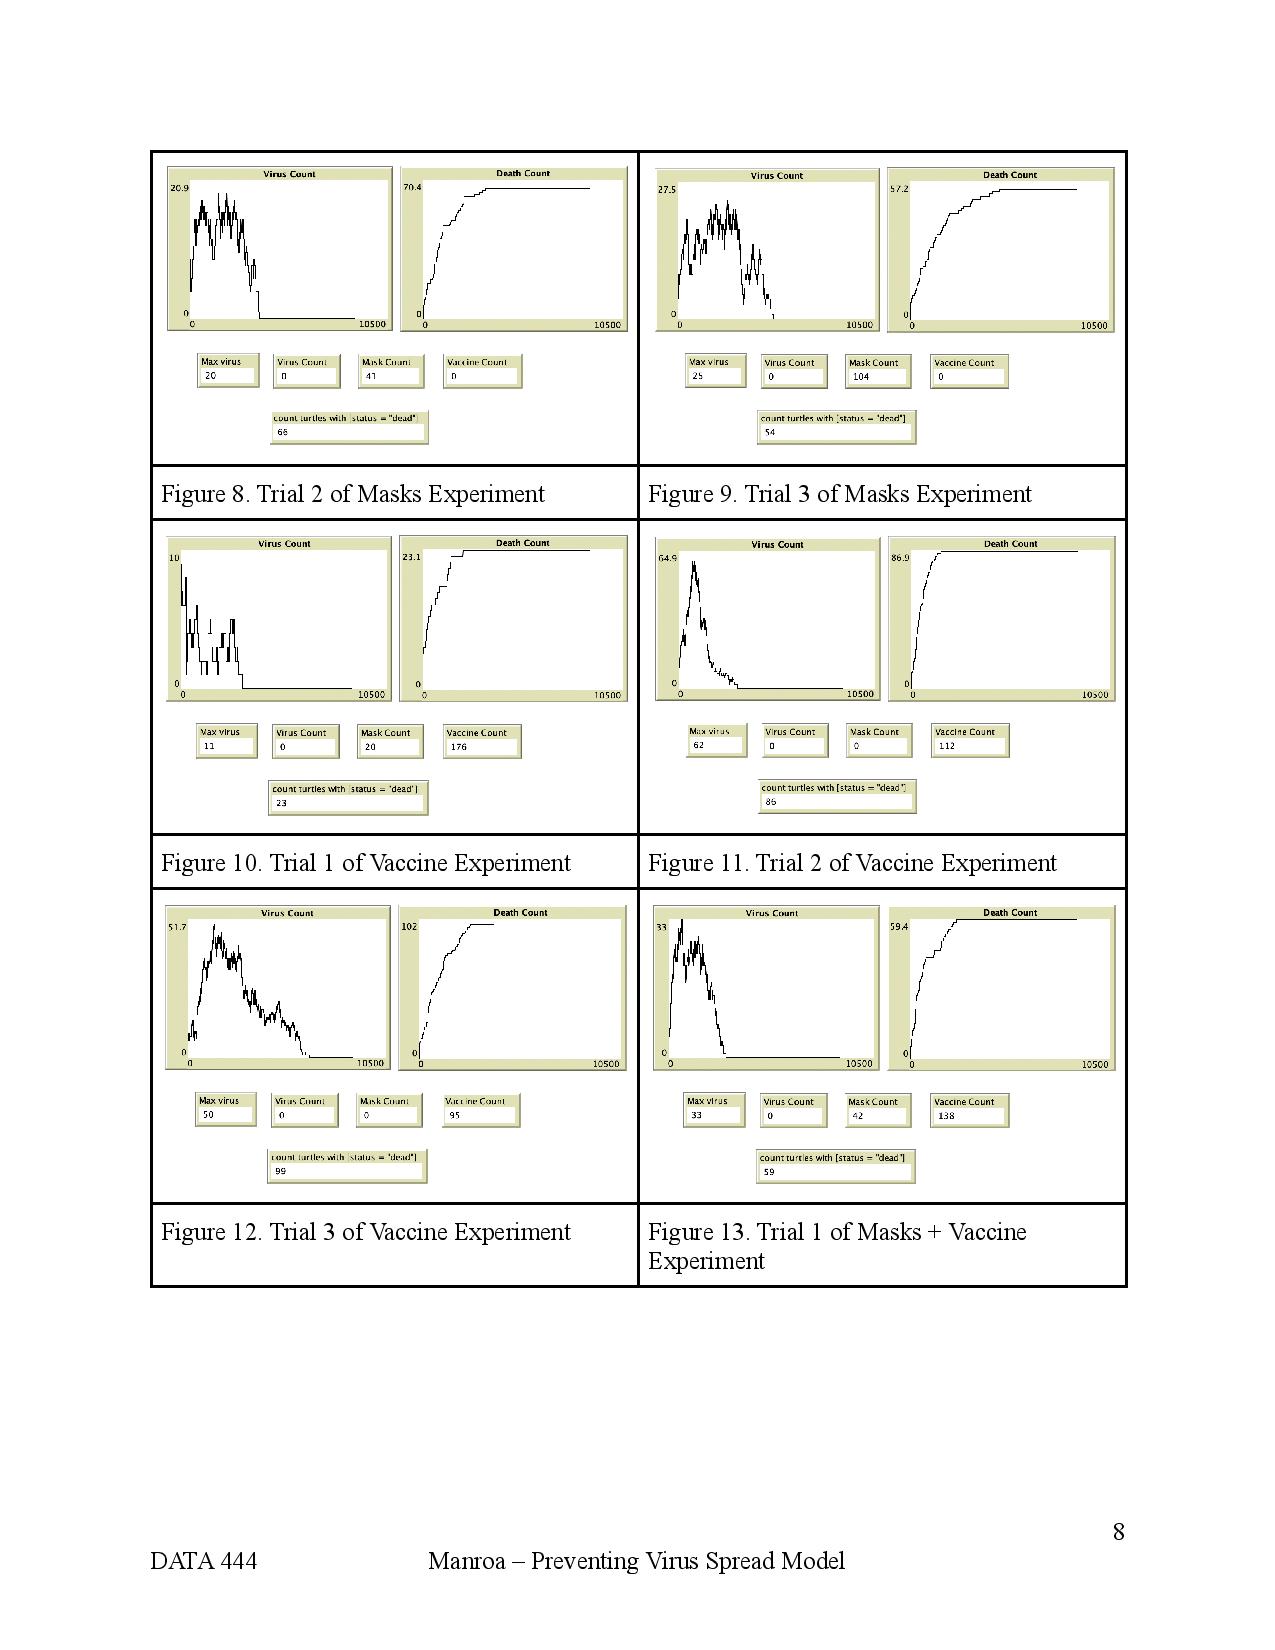 Virus Count
20.9
0
0
10500
Death Count
70.4
0
0
10500
Max virus
20
Virus Count
0
Mask Count
41
Vaccine Count
0
count turtles with [status = "dead"]
66
Virus Count
27.5
0
0
10500
Death Count
57.2
0
0
10500
Max virus
25
Virus Count
0
Mask Count
104
Vaccine Count
0
count turtles with [status = "dead"]
54
Figure 8. Trial 2 of Masks Experiment
Figure 9. Trial 3 of Masks Experiment
Virus Count
10
0
0
10500
Death Count
23.1
0
0
10500
Max virus
11
Virus Count
0
Mask Count
20
Vaccine Count
176
count turtles with [status = "dead"]
23
Virus Count
64.9
0
0
10500
Death Count
86.9
0
0
10500
Max virus
62
Virus Count
0
Mask Count
0
Vaccine Count
112
count turtles with [status = "dead"]
86
Figure 10. Trial 1 of Vaccine Experiment
Figure 11. Trial 2 of Vaccine Experiment
Virus Count
51.7
0
0
10500
Death Count
102
0
0
10500
Max virus
50
Virus Count
0
Mask Count
0
Vaccine Count
95
count turtles with [status = "dead"]
99
Virus Count
33
0
0
10500
Death Count
59.4
0
0
10500
Max virus
33
Virus Count
0
Mask Count
42
Vaccine Count
138
count turtles with [status = "dead"]
59
Figure 12. Trial 3 of Vaccine Experiment
Figure 13. Trial 1 of Masks + Vaccine
Experiment
8
DATA 444 Manroa – Preventing Virus Spread Model